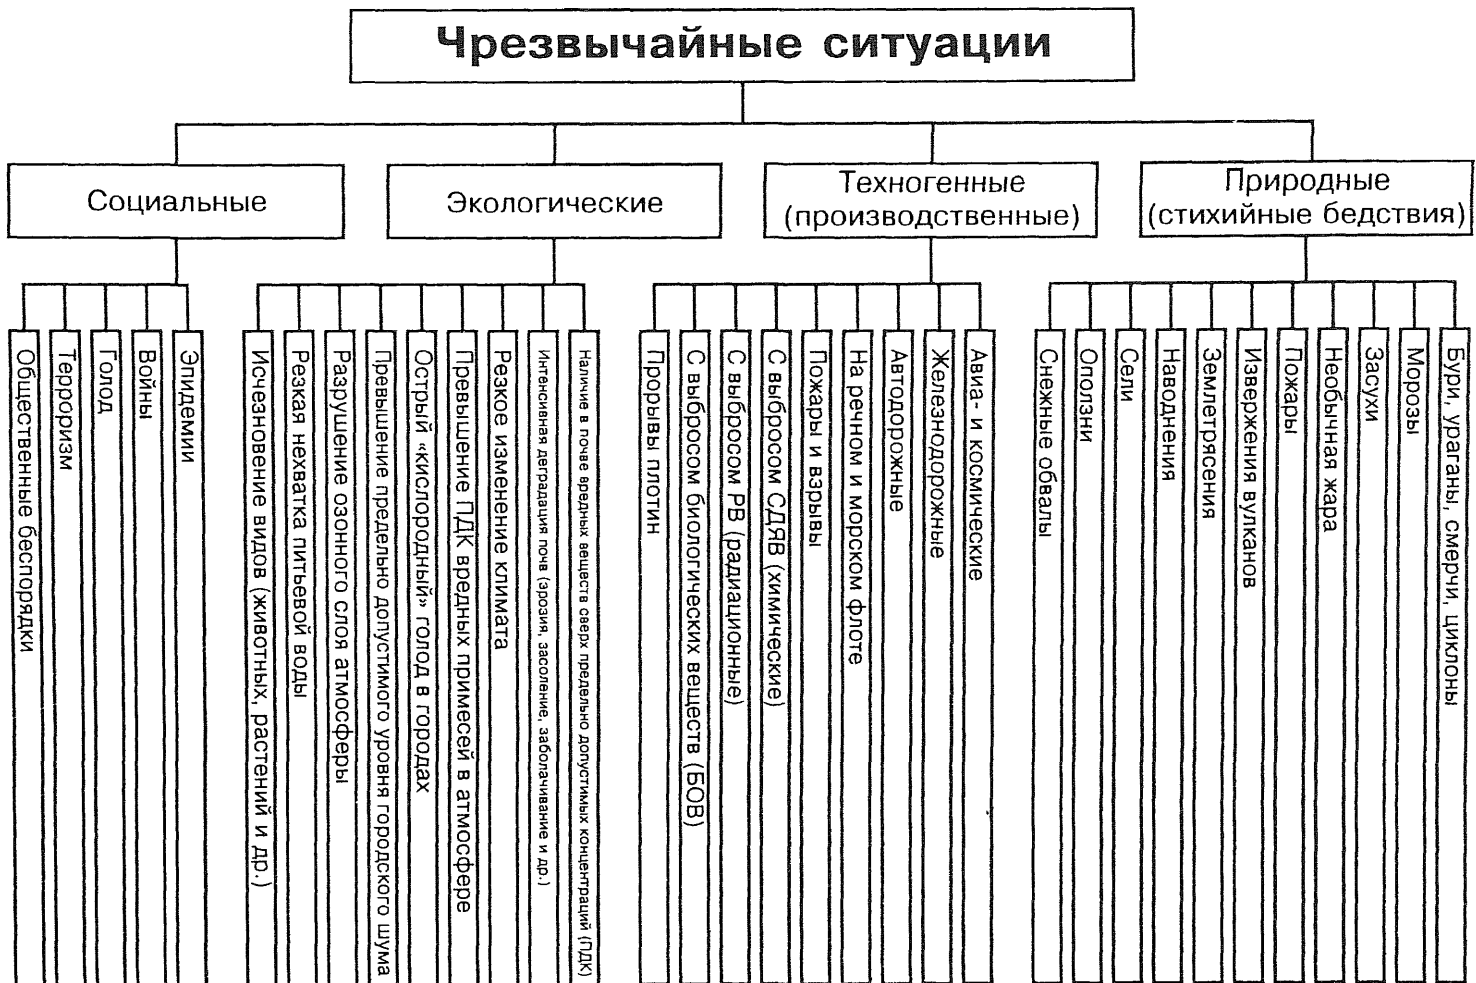 Чрезвычайные ситуации
Социальные
Экологические
Техногенные
(производственные)
Природные
(стихийные бедствия)
Общественные беспорядки
Терроризм
Голод
Войны
Эпидемии
Исчезновение видов (животных, растений и др.)
Резкая нехватка питьевой воды
Разрушение озонного слоя атмосферы
Превышение предельно допустимого уровня городского шума
Острый «кислородный» голод в городах
Превышение ПДК вредных примесей в атмосфере
Резкое изменение климата
Интенсивная деградация почв (эрозия, засоление, заболачивание и др.)
Наличие в почве вредных веществ сверх предельно допустимых концентраций (ПДК)
Прорывы плотин
С выбросом биологических веществ (БОВ)
С выбросом РВ (радиационные)
С выбросом СДЯВ (химические)
Пожары и взрывы
На речном и морском флоте
Автодорожные
Железнодорожные
Авиа- и космические
Снежные обвалы
Оползни
Сели
Наводнения
Землетрясения
Извержения вулканов
Пожары
Необычная жара
Засухи
Морозы
Бури, ураганы, смерчи, циклоны